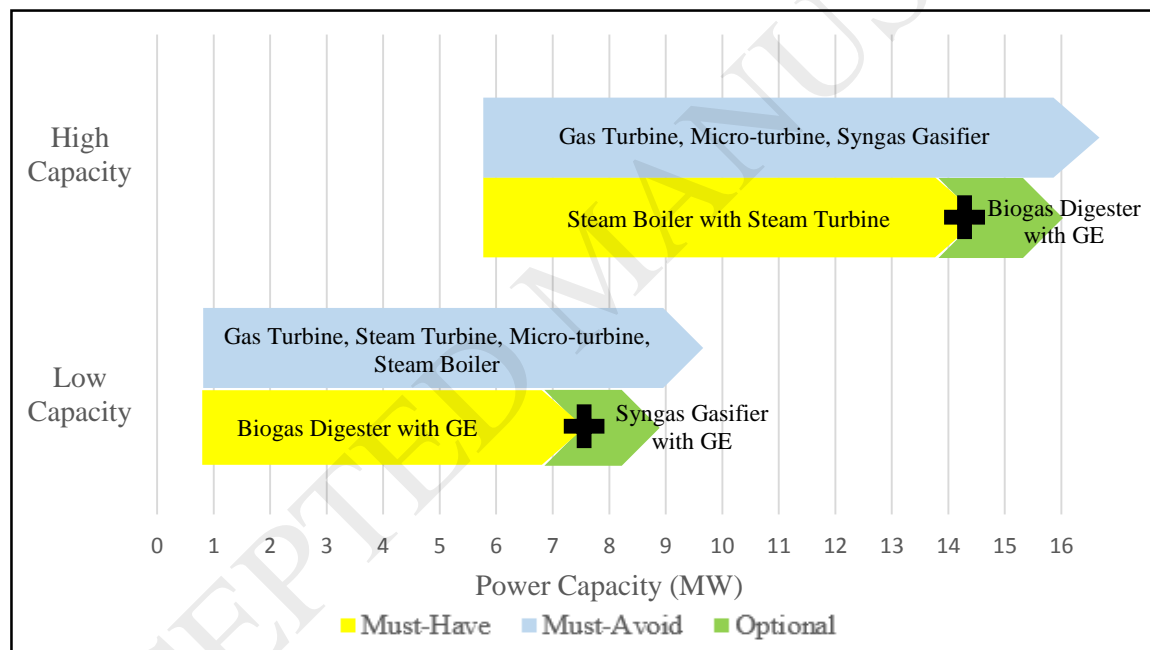 EPTED MANUS
High
Capacity
Gas Turbine, Micro-turbine, Syngas Gasifier
Steam Boiler with Steam Turbine
Biogas Digester
with GE
Low
Capacity
Gas Turbine, Steam Turbine, Micro-turbine,
Steam Boiler
Biogas Digester with GE
Syngas Gasifier
with GE
0 1 2 3 4 5 6 7 8 9 10 11 12 13 14 15 16
Power Capacity (MW)
Must-Have Must-Avoid Optional